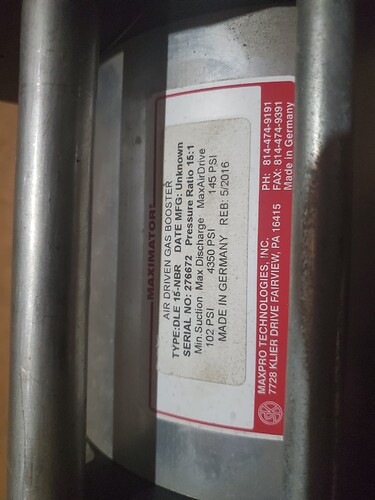 MAXIMATOR®
AIR DRIVEN GAS BOOSTER
TYPE:DLE 15-NBR DATE MFG: Unknown
SERIAL NO: 276672 Pressure Ratio 15:1
Min.Suction Max Discharge MaxAirDrive
102 PSI 4350 PSI 145 PSI
MADE IN GERMANY REB: 5/2016
MAXPRO TECHNOLOGIES, INC. PH: 814-474-9191
7728 KLIER DRIVE FAIRVIEW, PA 16415 FAX: 814-474-9391
Made in Germany